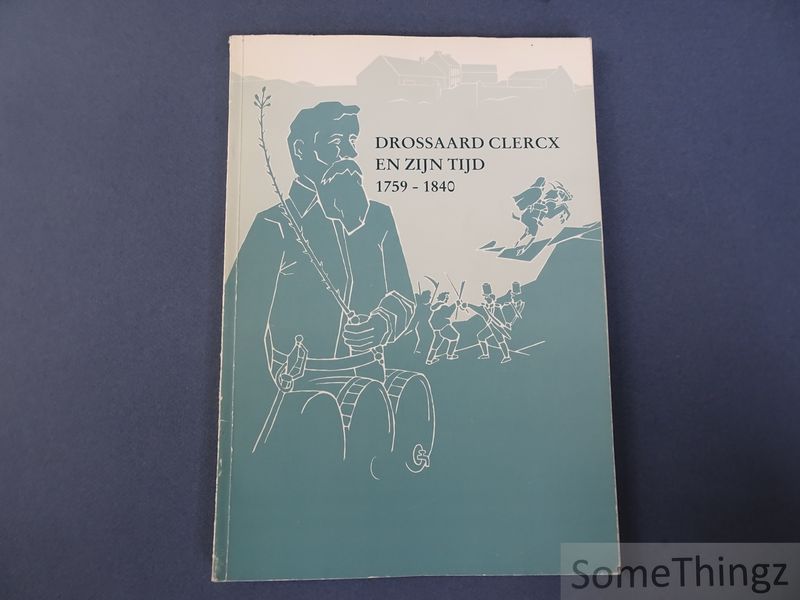 DROSSAARD CLERCX
EN ZIJN TIJD
1759 - 1840
SomeThingz